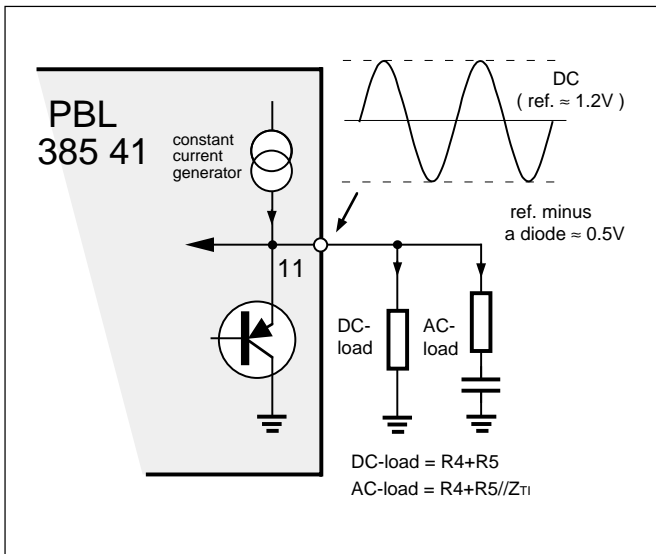 PBL
385 41
constant
current
generator
11
DC
( ref. ≈ 1.2V )
ref. minus
a diode ≈ 0.5V
DC-
load
AC-
load
DC-load = R4+R5
AC-load = R4+R5//ZTI